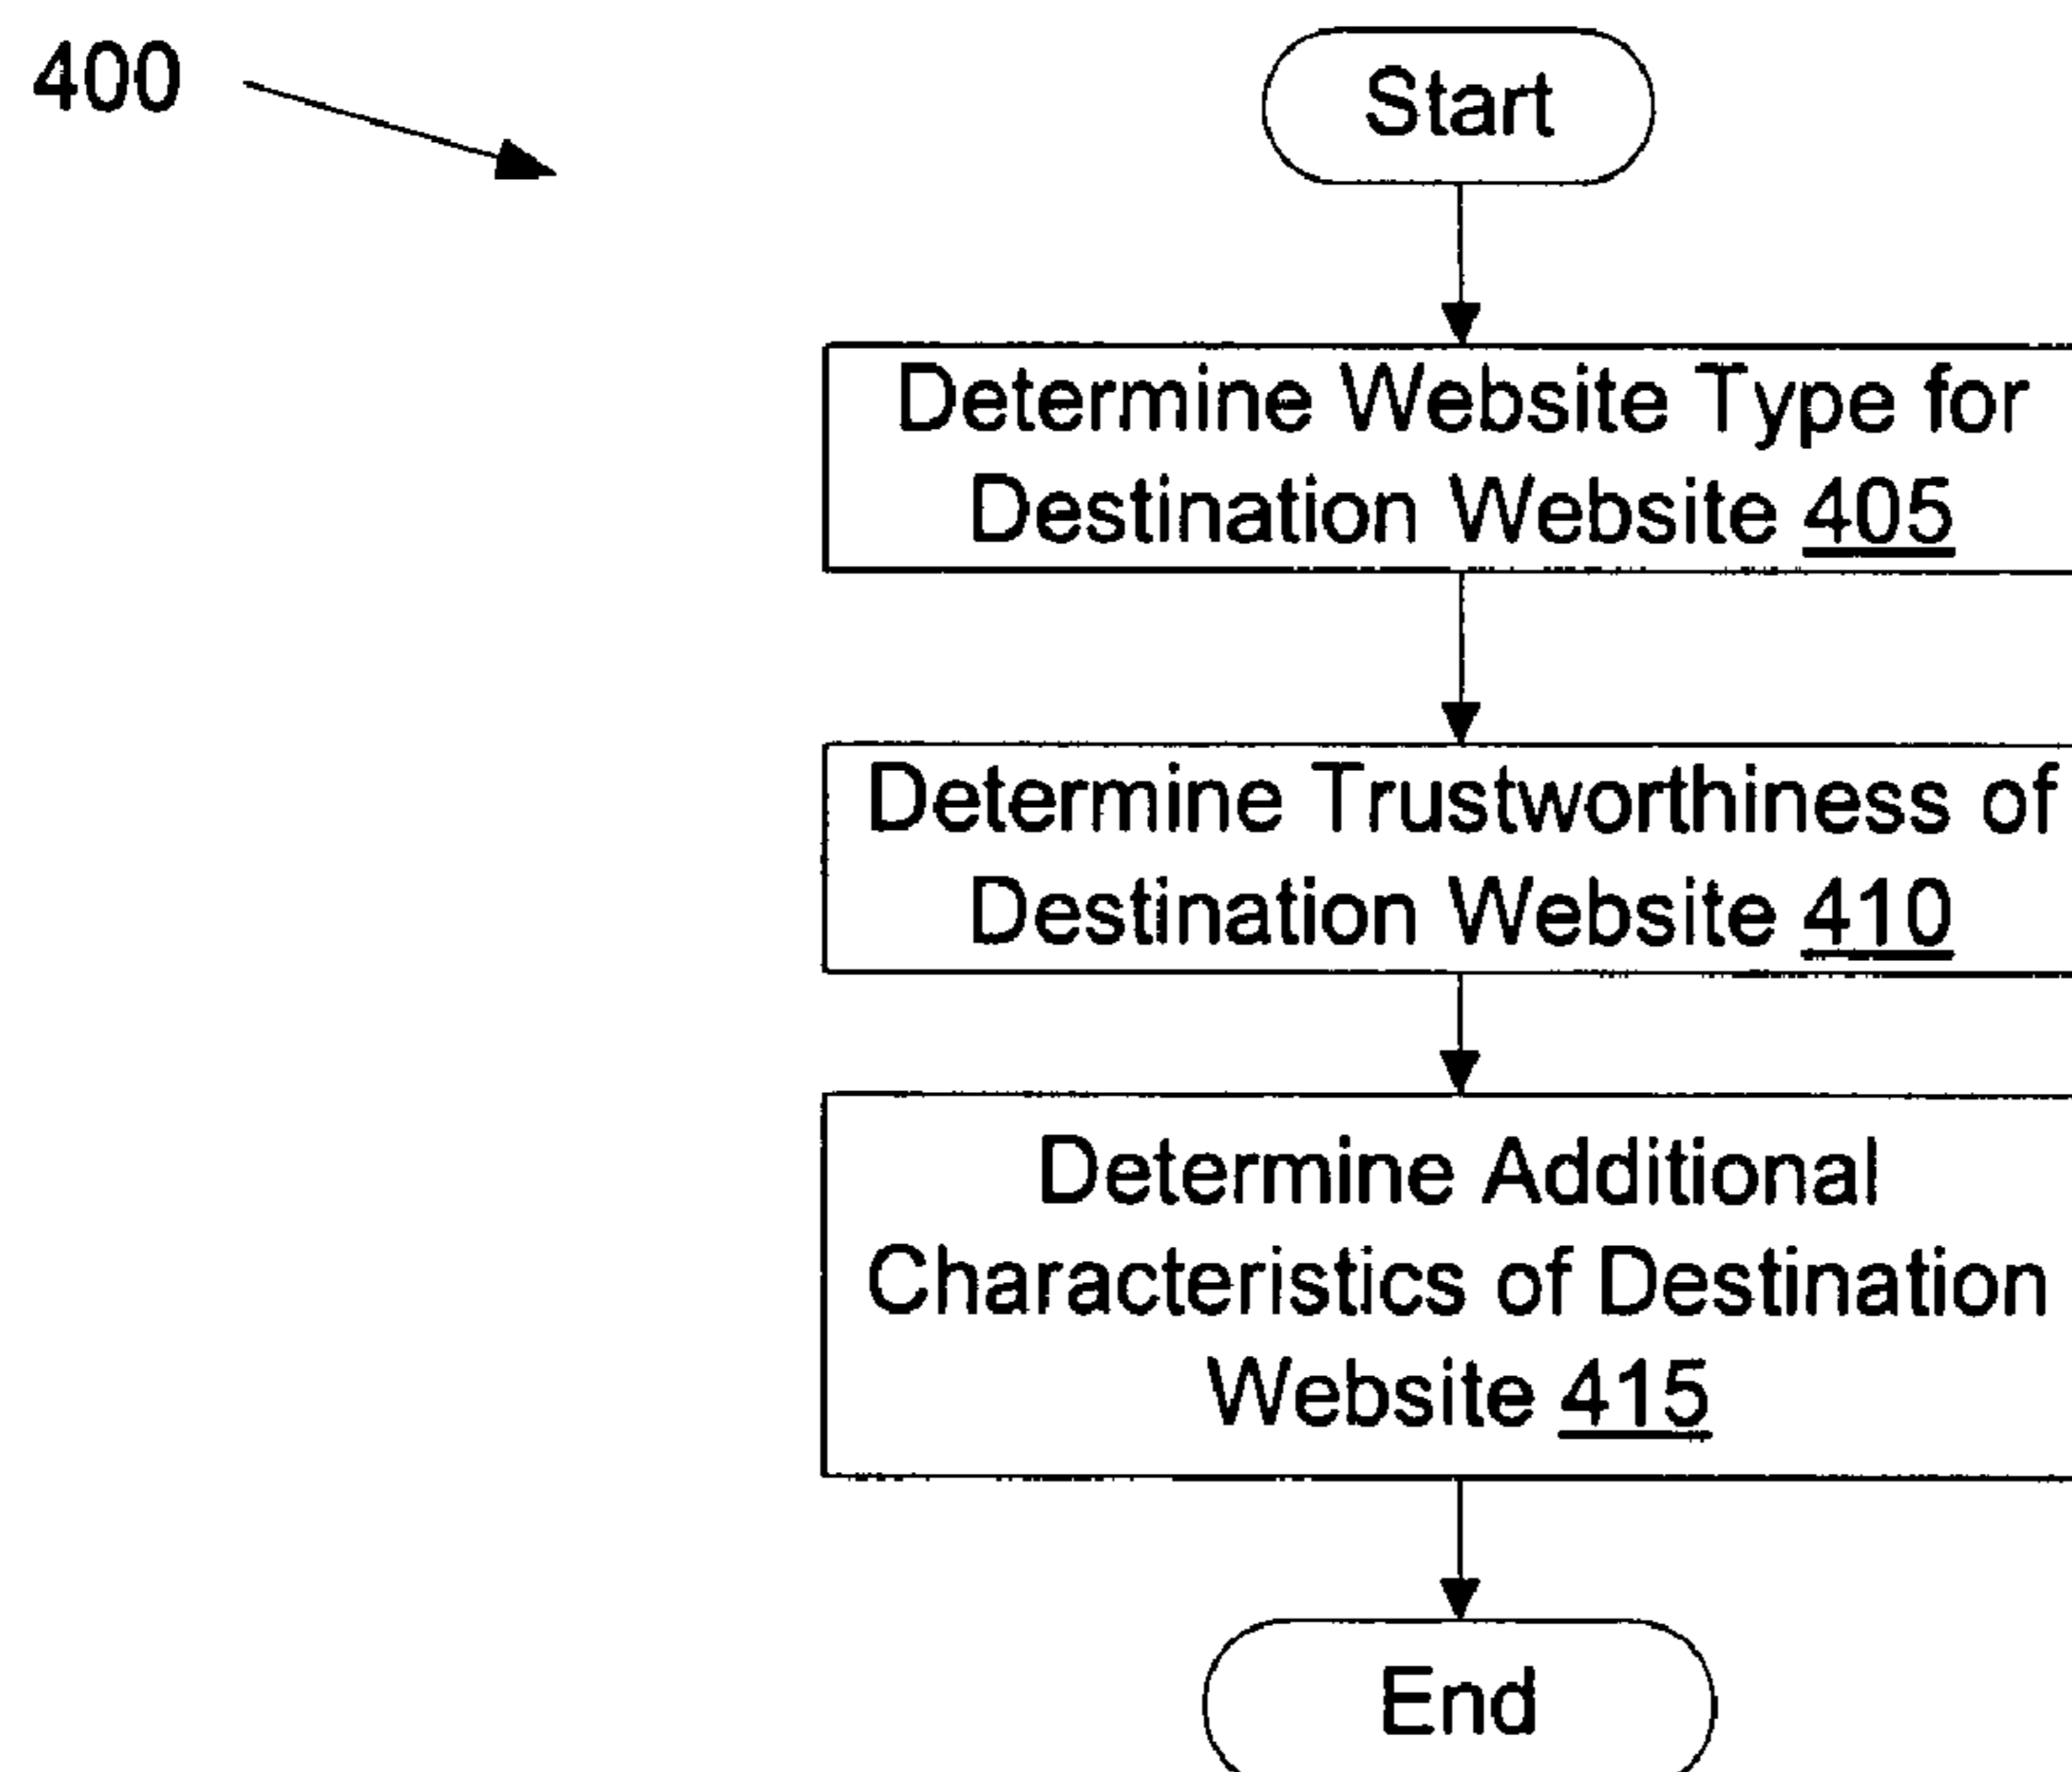 400
Start
Determine Website Type for
Destination Website 405
Determine Trustworthiness of
Destination Website 410
Determine Additional
Characteristics of Destination
Website 415
End